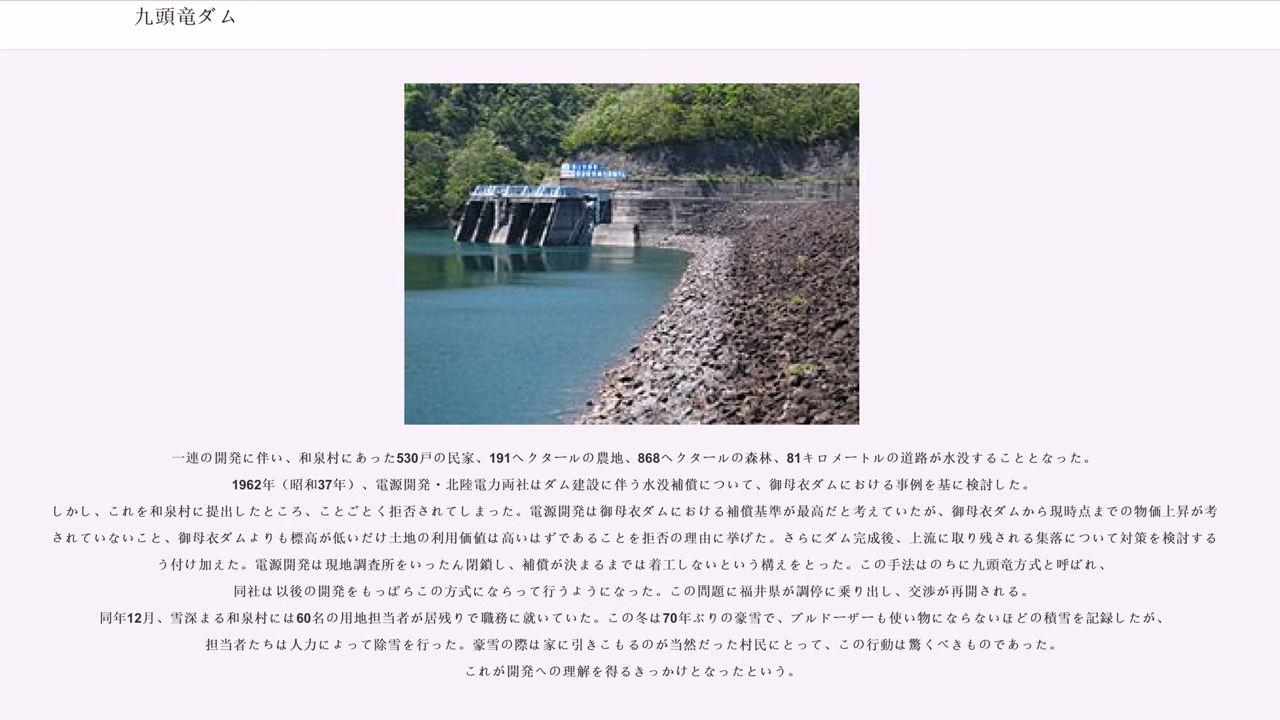 九頭竜ダム
一連の開発に伴い、和泉村にあった530戸の民家、191ヘクタールの農地、868ヘクタールの森林、81キロメートルの道路が水没することとなった。
1962年（昭和37年）、電源開発・北陸電力両社はダム建設に伴う水没補償について、御母衣ダムにおける事例を基に検討した。
しかし、これを和泉村に提出したところ、ことごとく拒否されてしまった。電源開発は御母衣ダムにおける補償基準が最高だと考えていたが、御母衣ダムから現時点までの物価上昇が考
されていないこと、御母衣ダムよりも標高が低いだけ土地の利用価値は高いはずであることを拒否の理由に挙げた。さらにダム完成後、上流に取り残される集落について対策を検討する
う付け加えた。電源開発は現地調査所をいったん閉鎖し、補償が決まるまでは着工しないという構えをとった。この手法はのちに九頭竜方式と呼ばれ、
同社は以後の開発をもっぱらこの方式にならって行うようになった。この問題に福井県が調停に乗り出し、交渉が再開される。
同年12月、雪深まる和泉村には60名の用地担当者が居残りで職務に就いていた。この冬は70年ぶりの豪雪で、ブルドーザーも使い物にならないほどの積雪を記録したが、
担当者たちは人力によって除雪を行った。豪雪の際は家に引きこもるのが当然だった村民にとって、この行動は驚くべきものであった。
これが開発への理解を得るきっかけとなったという。